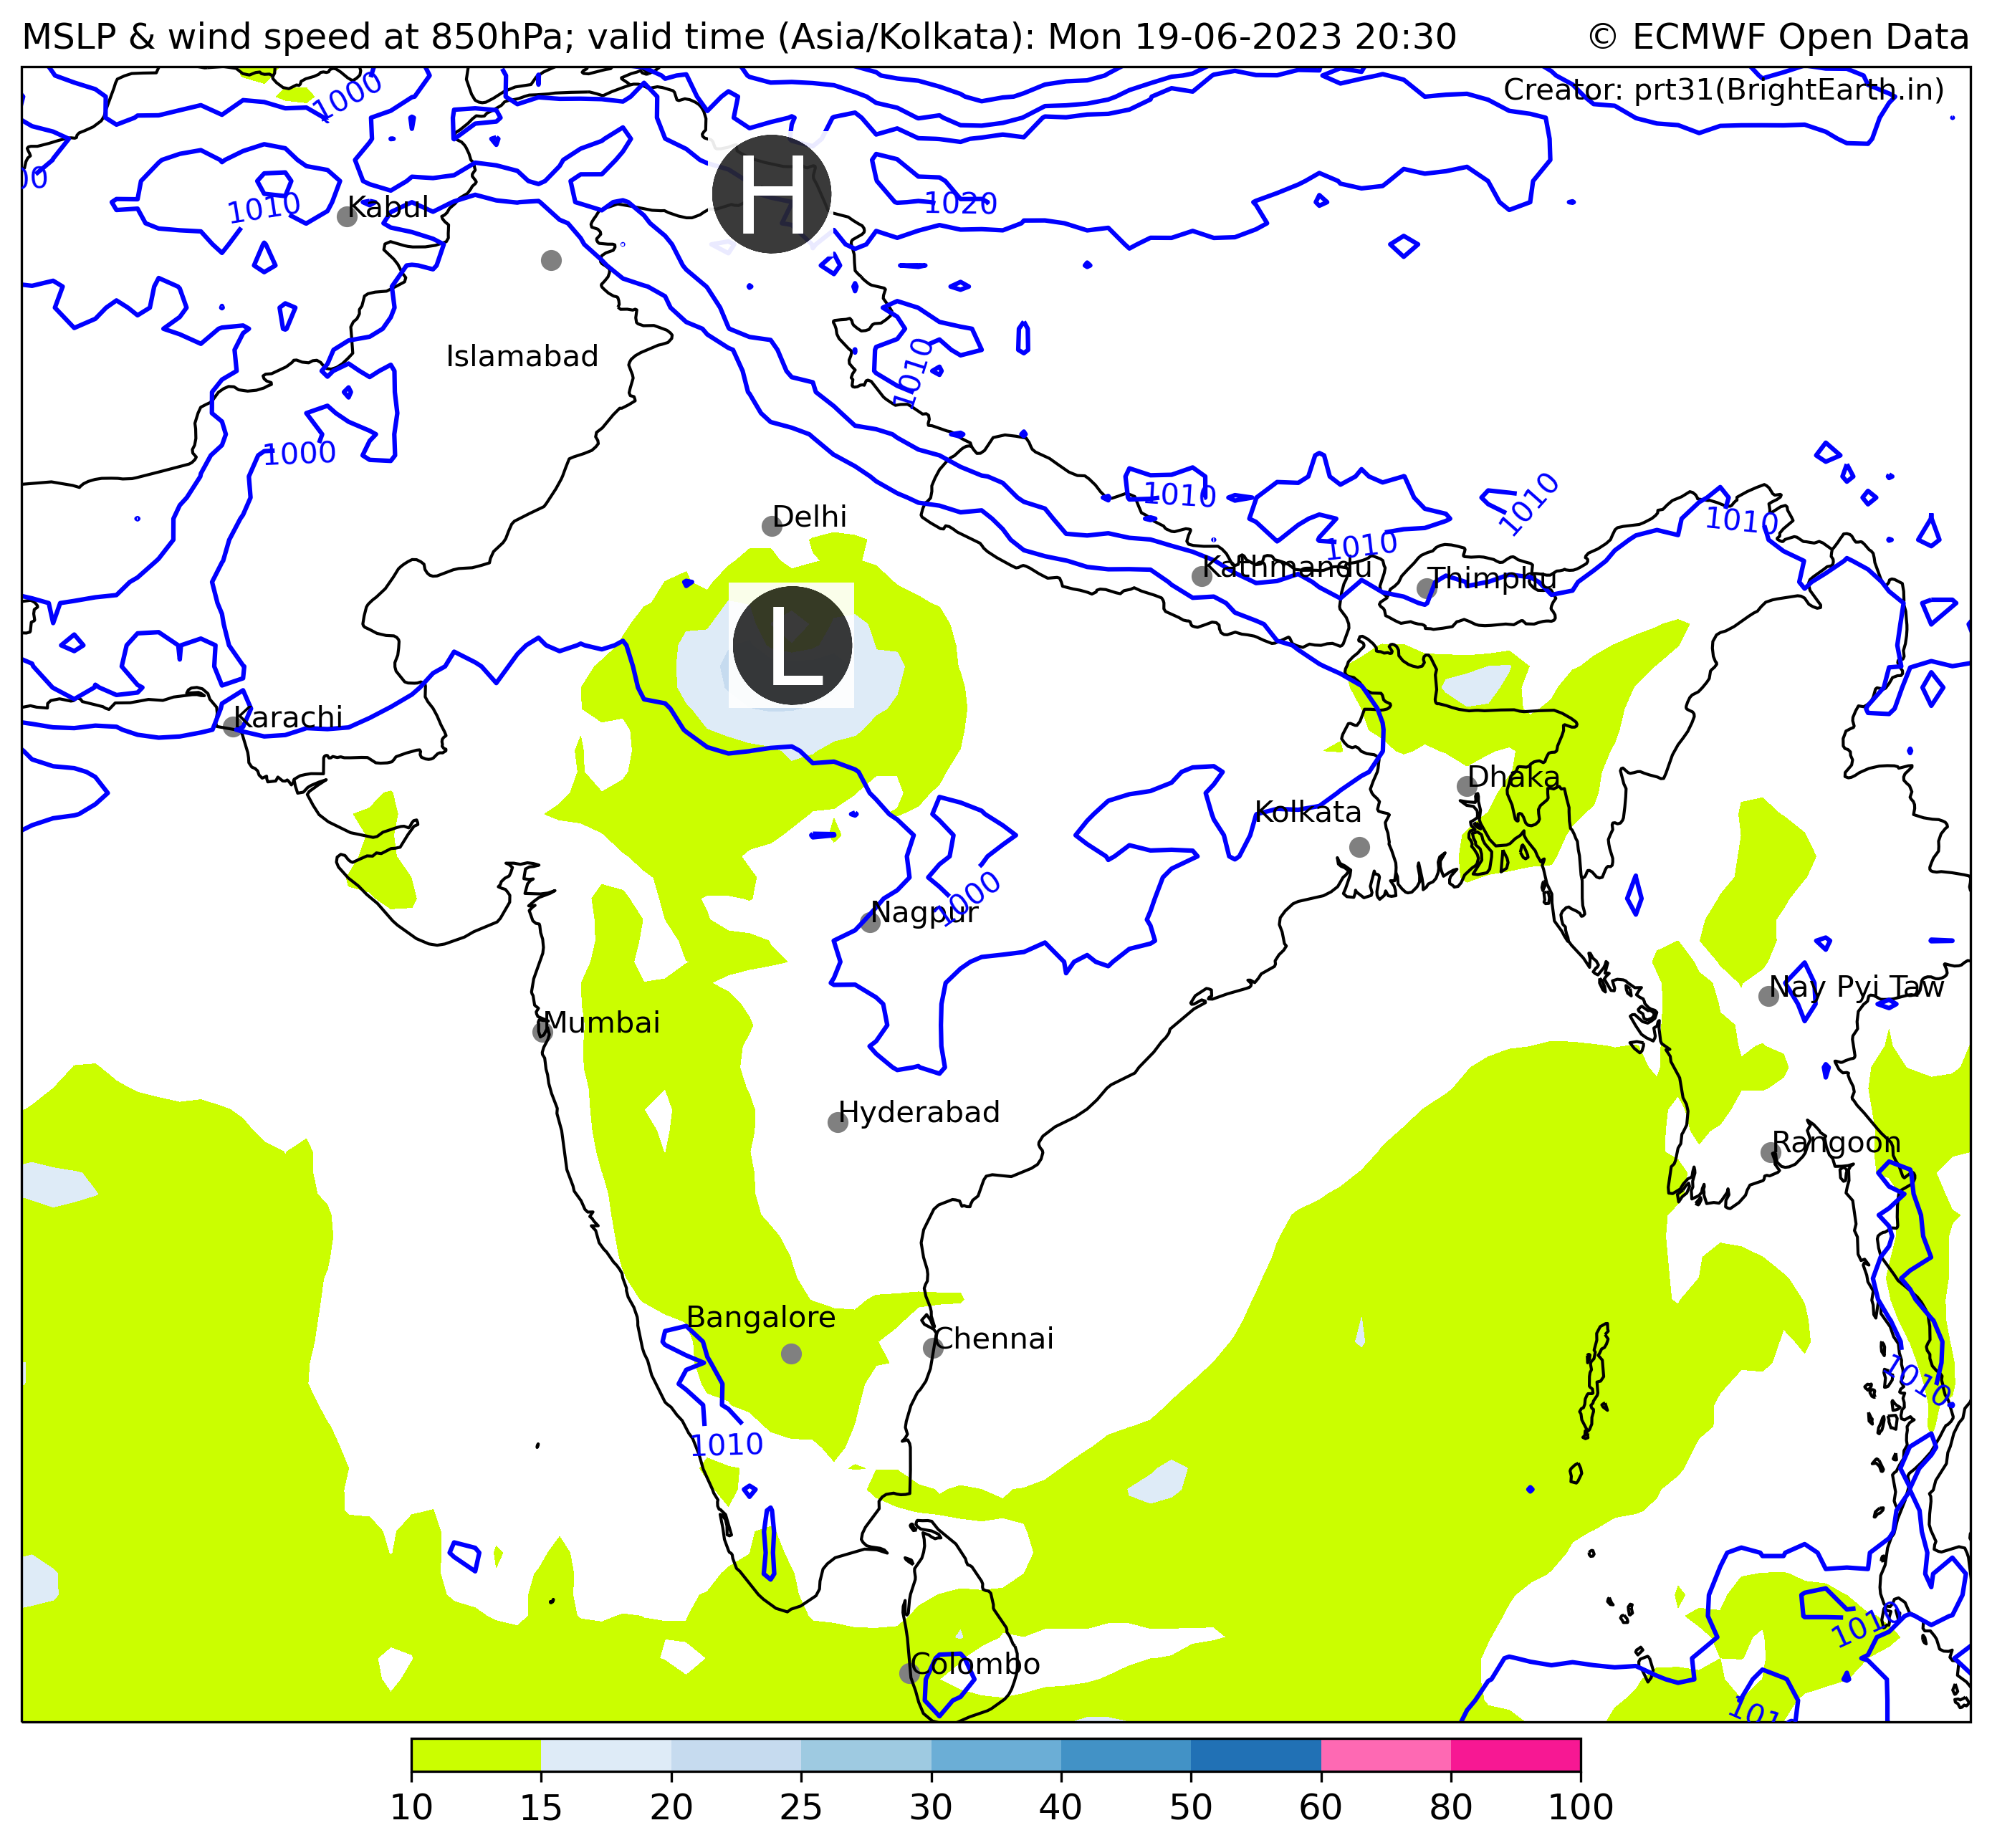 MSLP & wind speed at 850hPa; valid time (Asia/Kolkata): Mon 19-06-2023 20:30
© ECMWF Open Data
Creator: prt31(BrightEarth.in)
1000
H
1020
1010
Kabul
Islamabad
1010
1000
Delhi
1010
1010
1010
1010
Kathmandu
Thimphu
L
Karachi
Dhaka
Kolkata
1000
Nagpur
Nay Pyi Taw
Mumbai
Hyderabad
Rangoon
Bangalore
Chennai
1010
1010
1010
Colombo
10 15 20 25 30 40 50 60 80 100